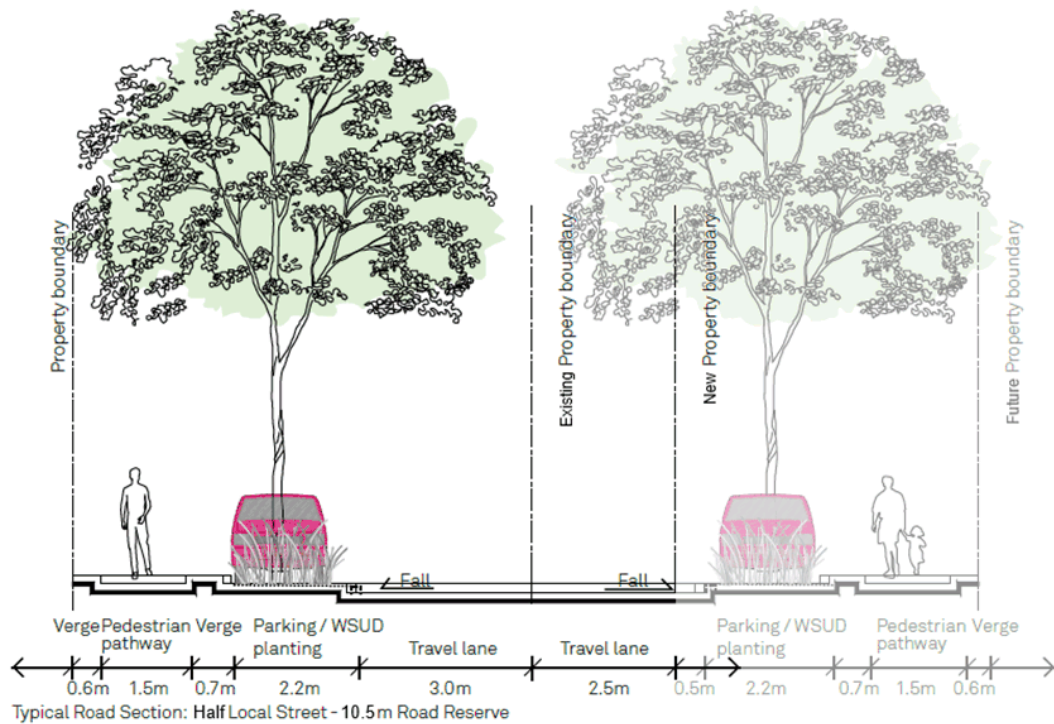 Property boundary
Existing Property boundary
New Property boundary
Future Property boundary
Fall
Fall
Verge Pedestrian Verge Parking / WSUD Parking / WSUD Pedestrian Verge
pathway planting Travel lane Travel lane planting pathway
0.6m 1.5m 0.7m 2.2m 3.0m 2.5m 0.5m 2.2m 0.7m 1.5m 0.6m
Typical Road Section: Half Local Street - 10.5m Road Reserve